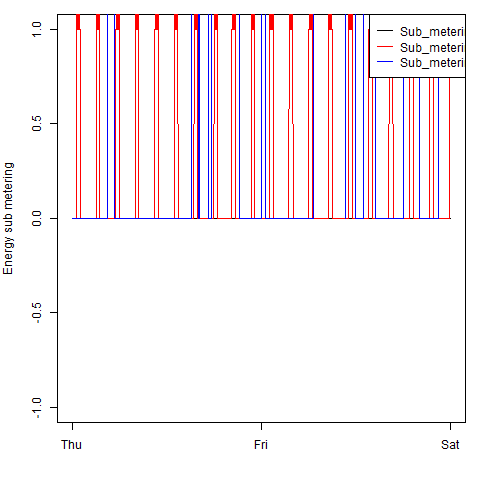 1.0
0.5
0.0
-0.5
-1.0
Energy sub metering
Thu
Fri
Sat
Sub_meteri
Sub_meteri
Sub_meteri